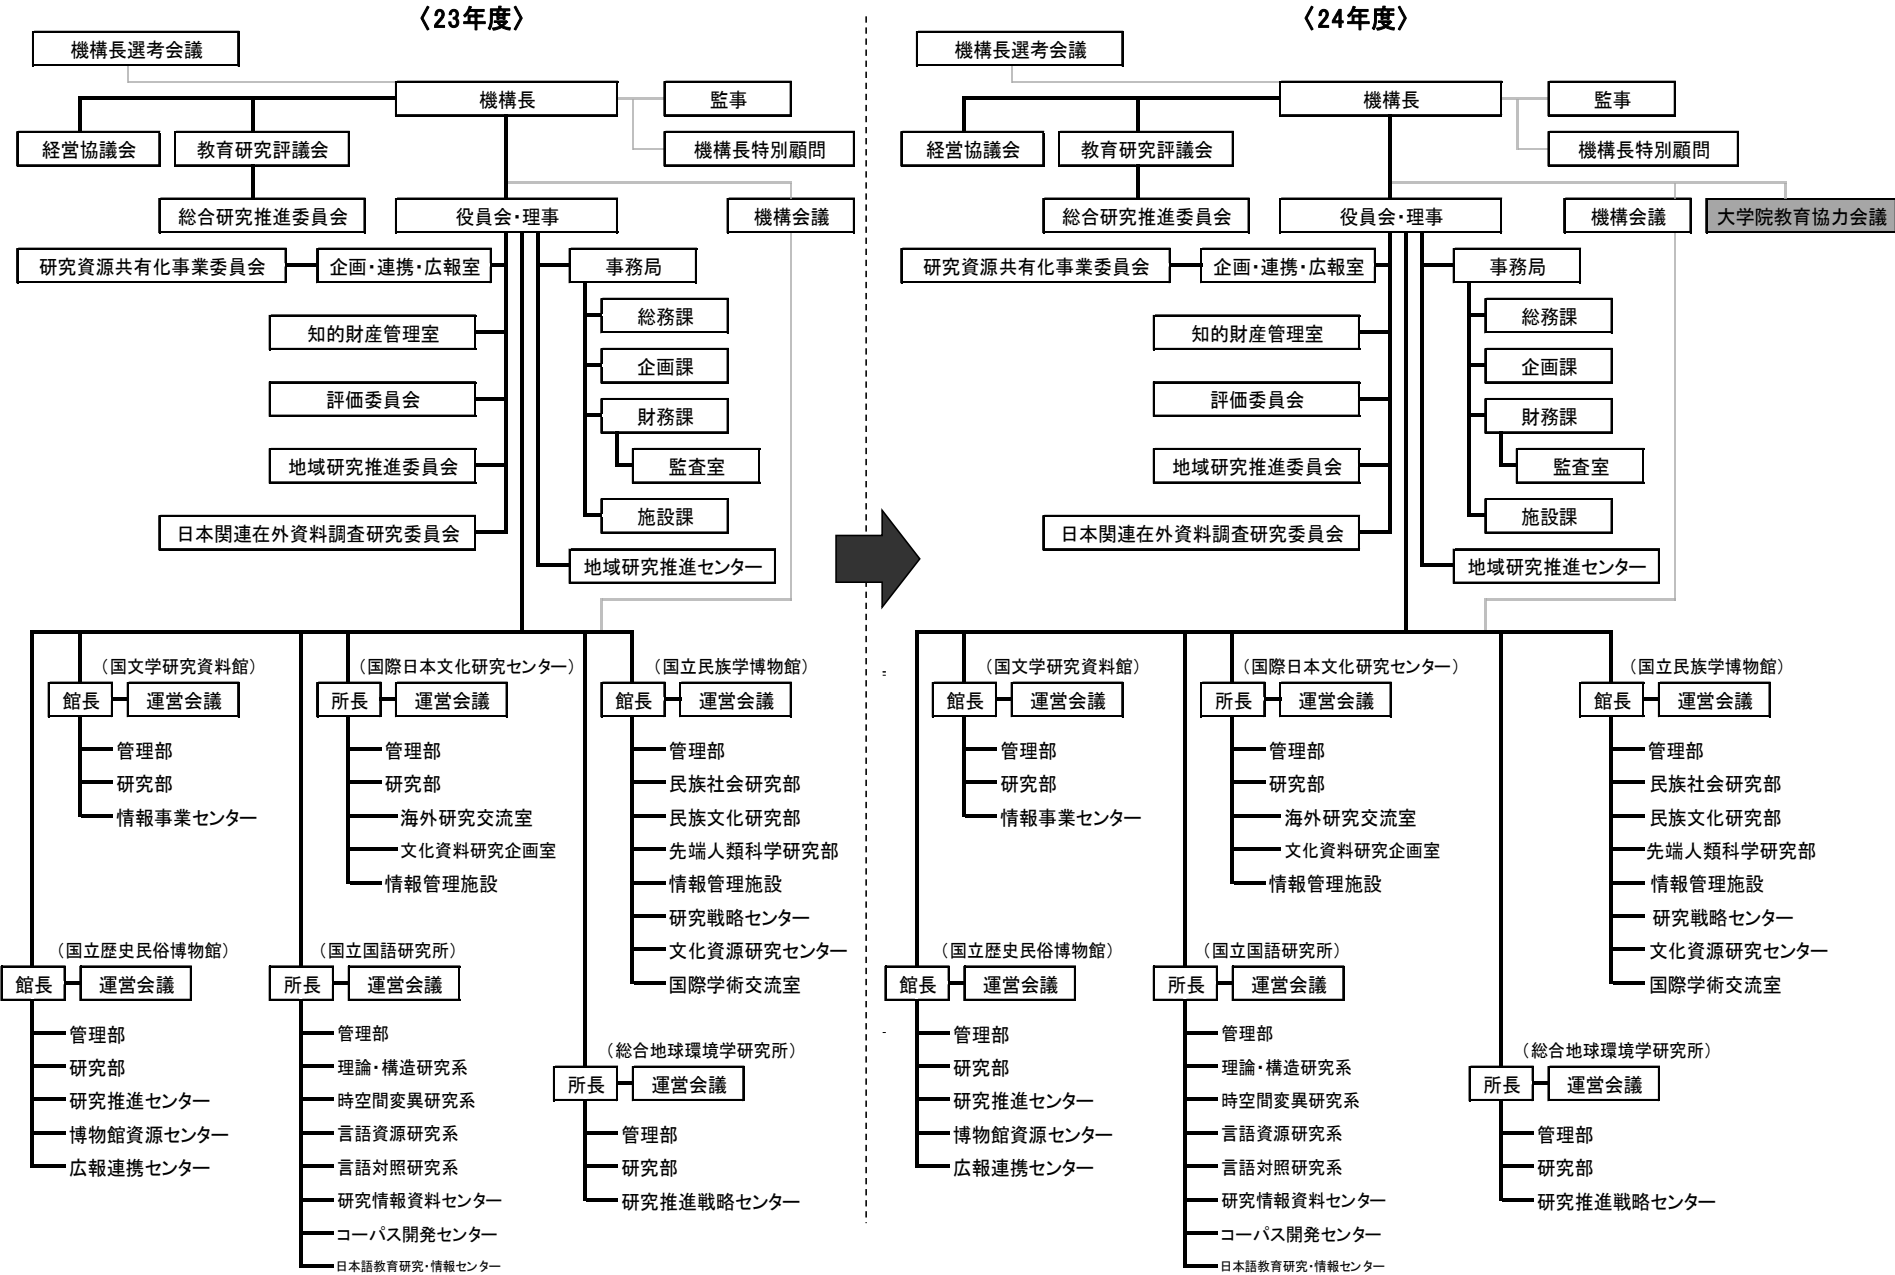 〈23年度〉
機構長選考会議
機構長
監事
経営協議会
教育研究評議会
機構長特別顧問
総合研究推進委員会
役員会・理事
機構会議
研究資源共有化事業委員会
企画・連携・広報室
事務局
総務課
知的財産管理室
企画課
評価委員会
財務課
地域研究推進委員会
監査室
施設課
日本関連在外資料調査研究委員会
地域研究推進センター
（国文学研究資料館）
館長
運営会議
管理部
研究部
情報事業センター
（国際日本文化研究センター）
所長
運営会議
管理部
研究部
海外研究交流室
文化資料研究企画室
情報管理施設
（国立民族学博物館）
館長
運営会議
管理部
民族社会研究部
民族文化研究部
先端人類科学研究部
情報管理施設
研究戦略センター
文化資源研究センター
国際学術交流室
（国立歴史民俗博物館）
館長
運営会議
管理部
研究部
研究推進センター
博物館資源センター
広報連携センター
（国立国語研究所）
所長
運営会議
管理部
理論・構造研究系
時空間変異研究系
言語資源研究系
言語対照研究系
研究情報資料センター
コーパス開発センター
日本語教育研究・情報センター
（総合地球環境学研究所）
所長
運営会議
管理部
研究部
研究推進戦略センター
〈24年度〉
機構長選考会議
機構長
監事
経営協議会
教育研究評議会
機構長特別顧問
総合研究推進委員会
役員会・理事
機構会議
大学院教育協力会議
研究資源共有化事業委員会
企画・連携・広報室
事務局
総務課
知的財産管理室
企画課
評価委員会
財務課
地域研究推進委員会
監査室
施設課
日本関連在外資料調査研究委員会
地域研究推進センター
（国文学研究資料館）
館長
運営会議
管理部
研究部
情報事業センター
（国際日本文化研究センター）
所長
運営会議
管理部
研究部
海外研究交流室
文化資料研究企画室
情報管理施設
（国立民族学博物館）
館長
運営会議
管理部
民族社会研究部
民族文化研究部
先端人類科学研究部
情報管理施設
研究戦略センター
文化資源研究センター
国際学術交流室
（国立歴史民俗博物館）
館長
運営会議
管理部
研究部
研究推進センター
博物館資源センター
広報連携センター
（国立国語研究所）
所長
運営会議
管理部
理論・構造研究系
時空間変異研究系
言語資源研究系
言語対照研究系
研究情報資料センター
コーパス開発センター
日本語教育研究・情報センター
（総合地球環境学研究所）
所長
運営会議
管理部
研究部
研究推進戦略センター